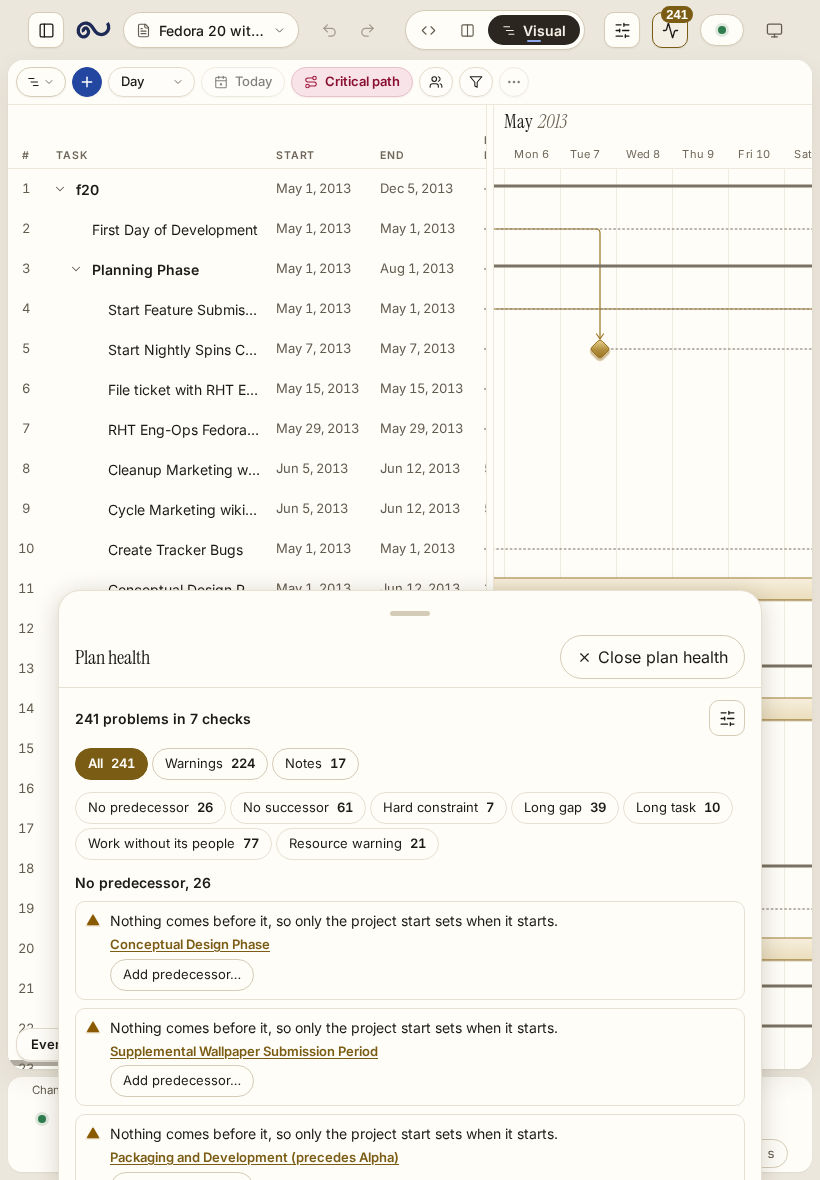 Fedora 20 wit...
Visual
241
Day
Today
Critical path
May 2013
# TASK START END
Mon 6 Tue 7 Wed 8 Thu 9 Fri 10 Sat
1 f20 May 1, 2013 Dec 5, 2013
2 First Day of Development May 1, 2013 May 1, 2013
3 Planning Phase May 1, 2013 Aug 1, 2013
4 Start Feature Submis... May 1, 2013 May 1, 2013
5 Start Nightly Spins C... May 7, 2013 May 7, 2013
6 File ticket with RHT E... May 15, 2013 May 15, 2013
7 RHT Eng-Ops Fedora... May 29, 2013 May 29, 2013
8 Cleanup Marketing w... Jun 5, 2013 Jun 12, 2013
9 Cycle Marketing wiki... Jun 5, 2013 Jun 12, 2013
10 Create Tracker Bugs May 1, 2013 May 1, 2013
11 Conceptual Design P... May 1, 2013 Jun 12, 2013
12
13
14
15
16
17
18
19
20
21
22
23
Plan health
Close plan health
241 problems in 7 checks
All 241 Warnings 224 Notes 17
No predecessor 26 No successor 61 Hard constraint 7 Long gap 39 Long task 10
Work without its people 77 Resource warning 21
No predecessor, 26
Nothing comes before it, so only the project start sets when it starts.
Conceptual Design Phase
Add predecessor...
Nothing comes before it, so only the project start sets when it starts.
Supplemental Wallpaper Submission Period
Add predecessor...
Nothing comes before it, so only the project start sets when it starts.
Packaging and Development (precedes Alpha)